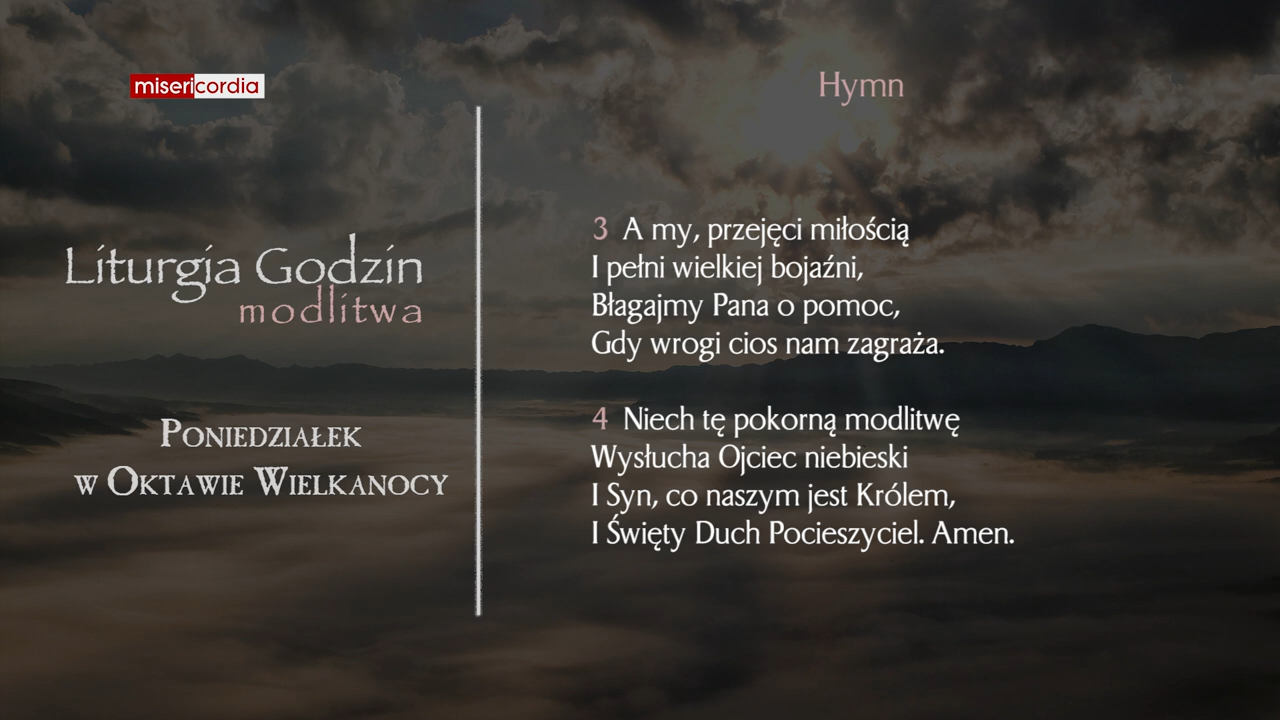 misericordia
Liturgia Godzin
modlitwa
Poniedziałek
w Oktawie Wielkanocy
Hymn
3 A my, przejęci miłością
I pełni wielkiej bojaźni,
Błagajmy Pana o pomoc,
Gdy wrogi cios nam zagraża.
4 Niech tę pokorną modlitwę
Wysłucha Ojciec niebieski
I Syn, co naszym jest Królem,
I Święty Duch Pocieszyciel. Amen.